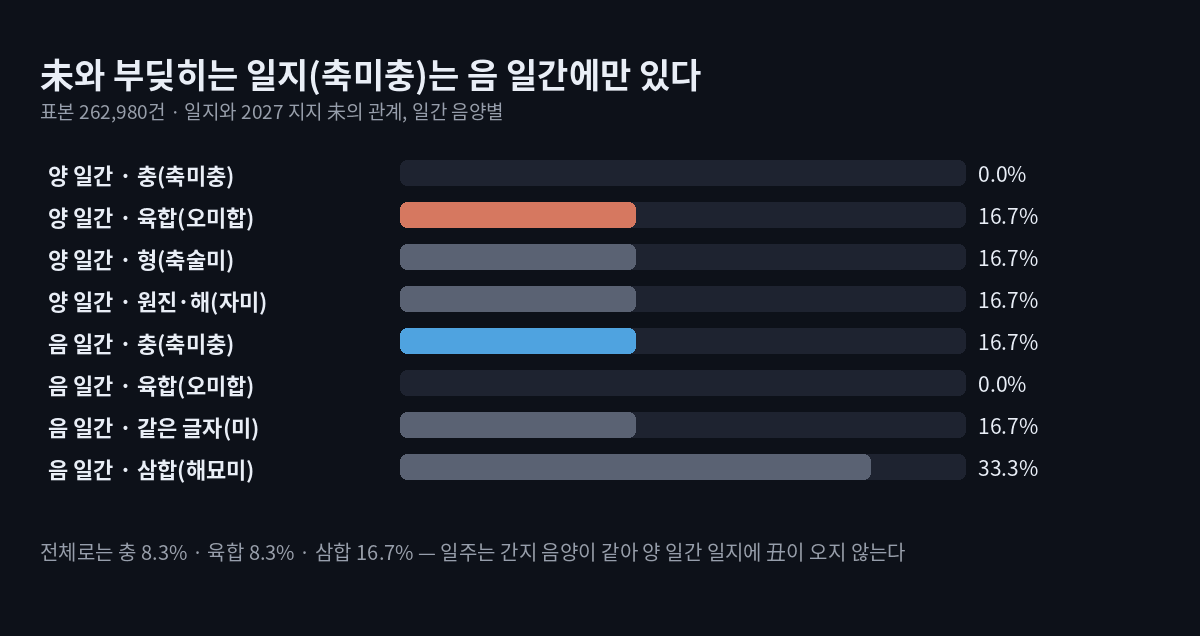 未와 부딪히는 일지(축미충)는 음 일간에만 있다
표본 262,980건 · 일지와 2027 지지 未의 관계, 일간 음양별
양 일간 · 충(축미충) 0.0%
양 일간 · 육합(오미합) 16.7%
양 일간 · 형(축술미) 16.7%
양 일간 · 원진·해(자미) 16.7%
음 일간 · 충(축미충) 16.7%
음 일간 · 육합(오미합) 0.0%
음 일간 · 같은 글자(미) 16.7%
음 일간 · 삼합(해묘미) 33.3%
전체로는 충 8.3% · 육합 8.3% · 삼합 16.7% — 일주는 간지 음양이 같아 양 일간 일지에 丑이 오지 않는다